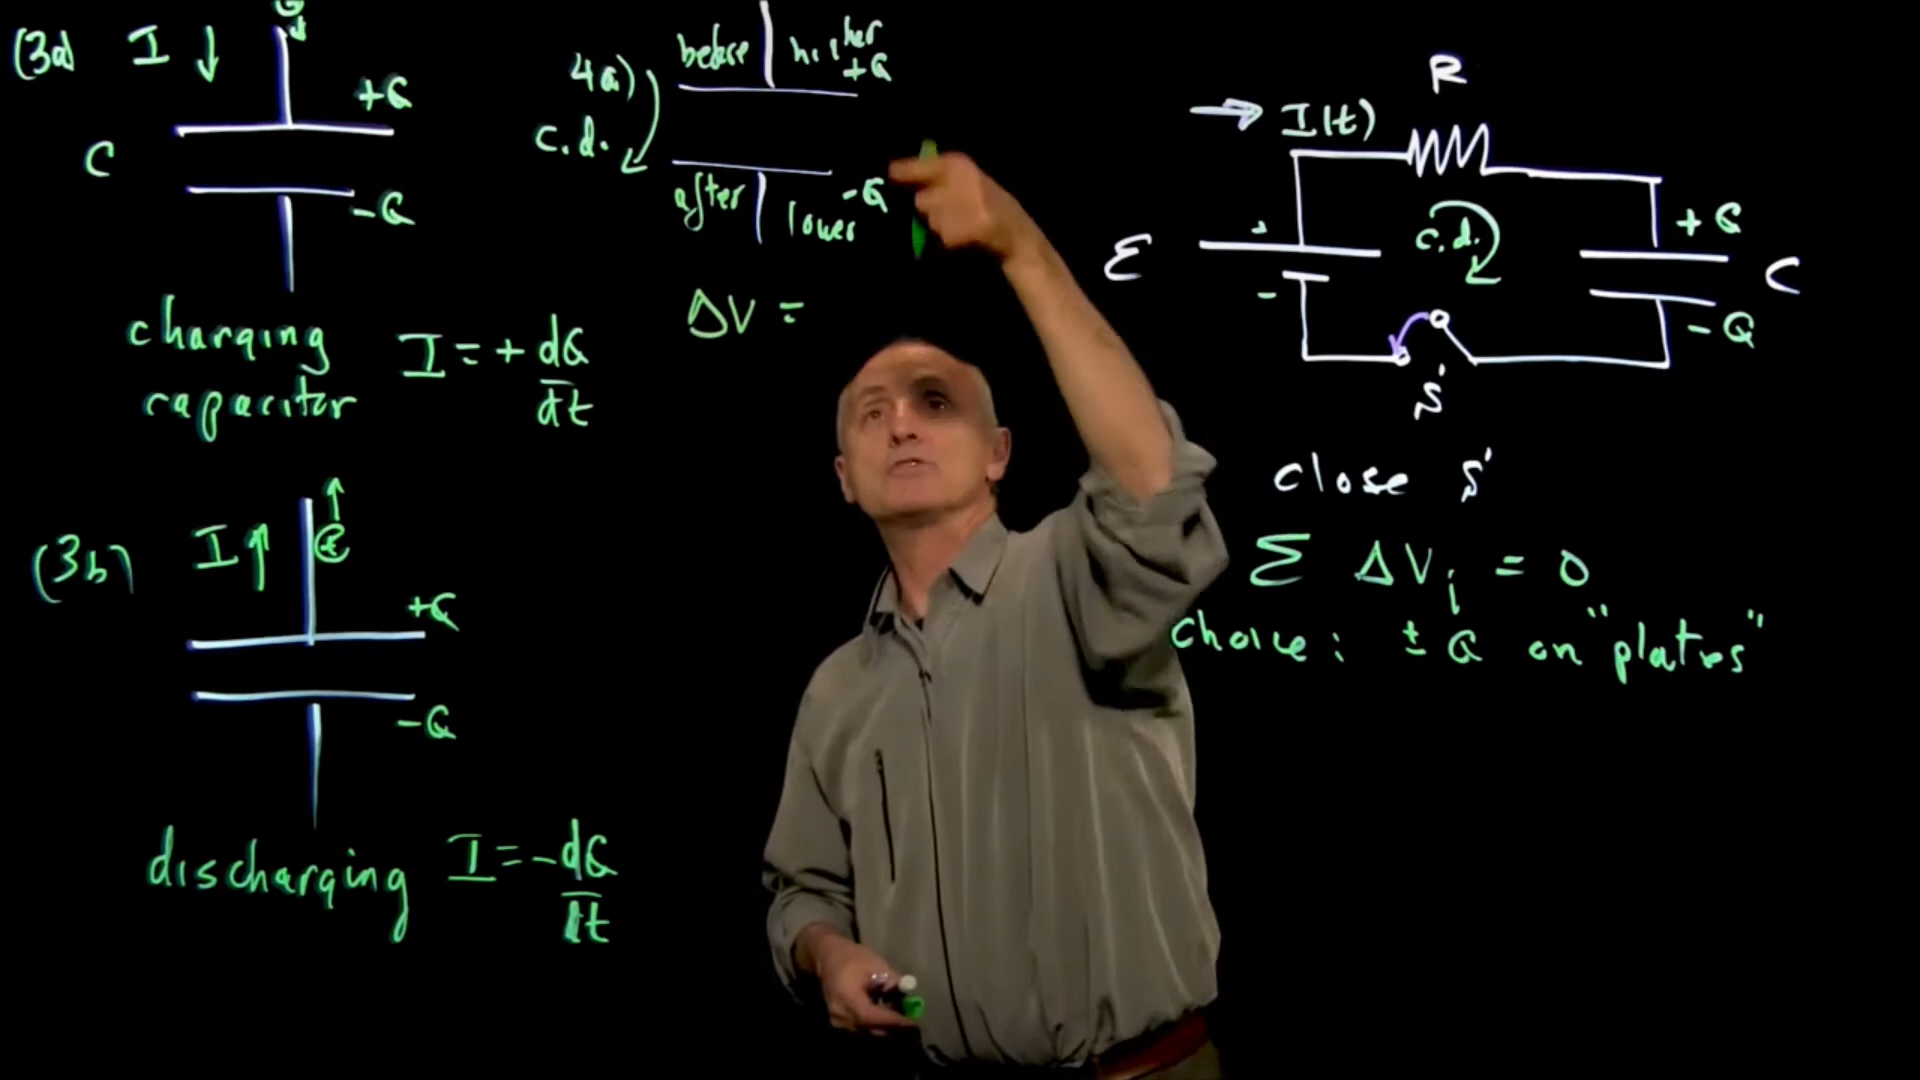 (3a) I ↓
Q
+Q
C
-Q
charging
capacitor
I = + dQ/dt
(3b) I ↑
Q
+Q
-Q
discharging I = - dQ/dt
4a)
c.d.
before | higher
+Q
after | lower
-Q
ΔV =
R
→ I(t)
ε
+
-
c.d.
+Q
C
-Q
S'
close S'
Σ ΔVi = 0
Choice: ± Q on "plates"